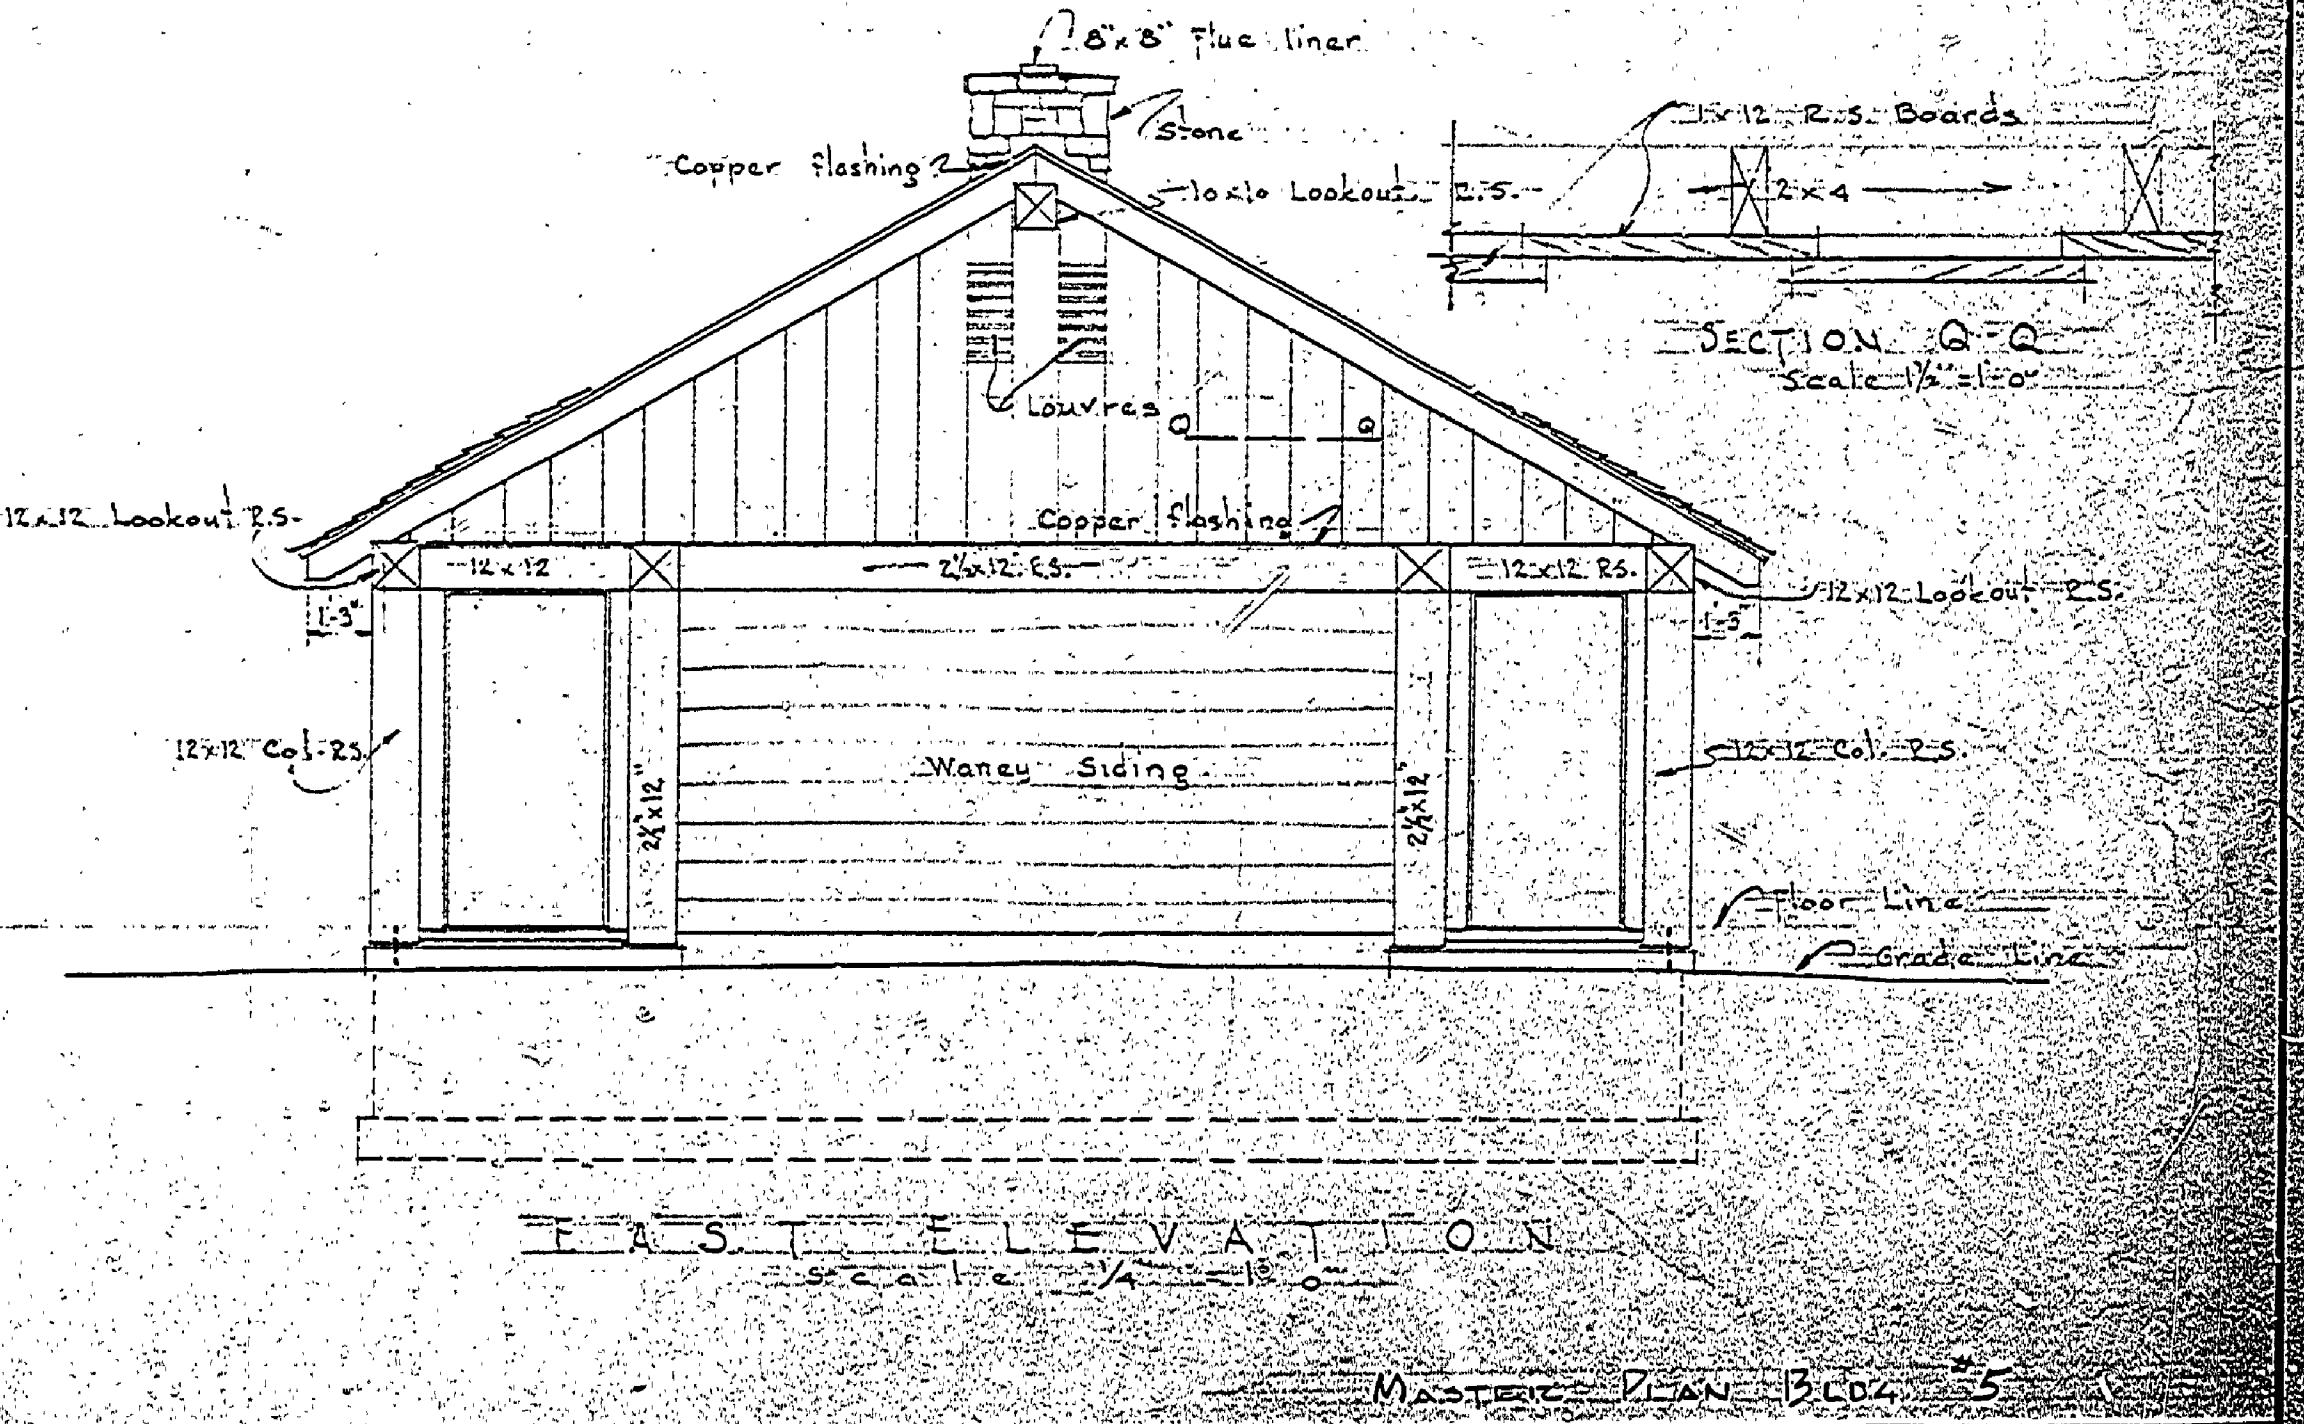 8"x8" Flue liner
Stone
Copper flashing
10x10 Lookout R.S.
1x12 R.S. Boards
2x4
SECTION Q-Q
Scale 1½"=1'-0"
Louvres
Q Q
Copper flashing
12x12 Lookout R.S.
12x12
2½x12 R.S.
12x12 R.S.
12x12 Lookout R.S.
1'-3"
1'-3"
12x12 Col. R.S.
Waney Siding
12x12 Col. R.S.
2½"x12"
2½"x12"
Floor Line
Grade Line
EAST ELEVATION
scale ¼"=1'-0"
MASTER PLAN BLDG #5